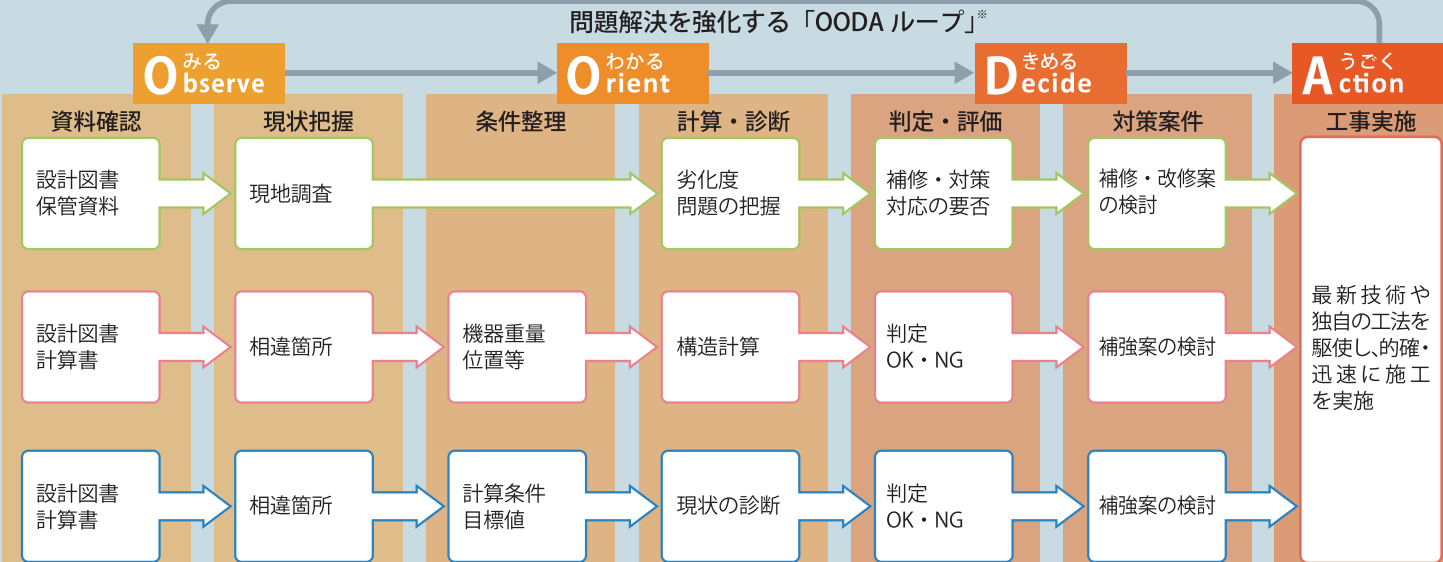 問題解決を強化する「OODA ループ」※
みる
Observe
わかる
Orient
きめる
Decide
うごく
Action
資料確認
現状把握
条件整理
計算・診断
判定・評価
対策案件
工事実施
設計図書
保管資料
現地調査
劣化度
問題の把握
補修・対策
対応の要否
補修・改修案
の検討
設計図書
計算書
相違箇所
機器重量
位置等
構造計算
判定
OK・NG
補強案の検討
設計図書
計算書
相違箇所
計算条件
目標値
現状の診断
判定
OK・NG
補強案の検討
最新技術や
独自の工法を
駆使し、的確・
迅速に施工
を実施